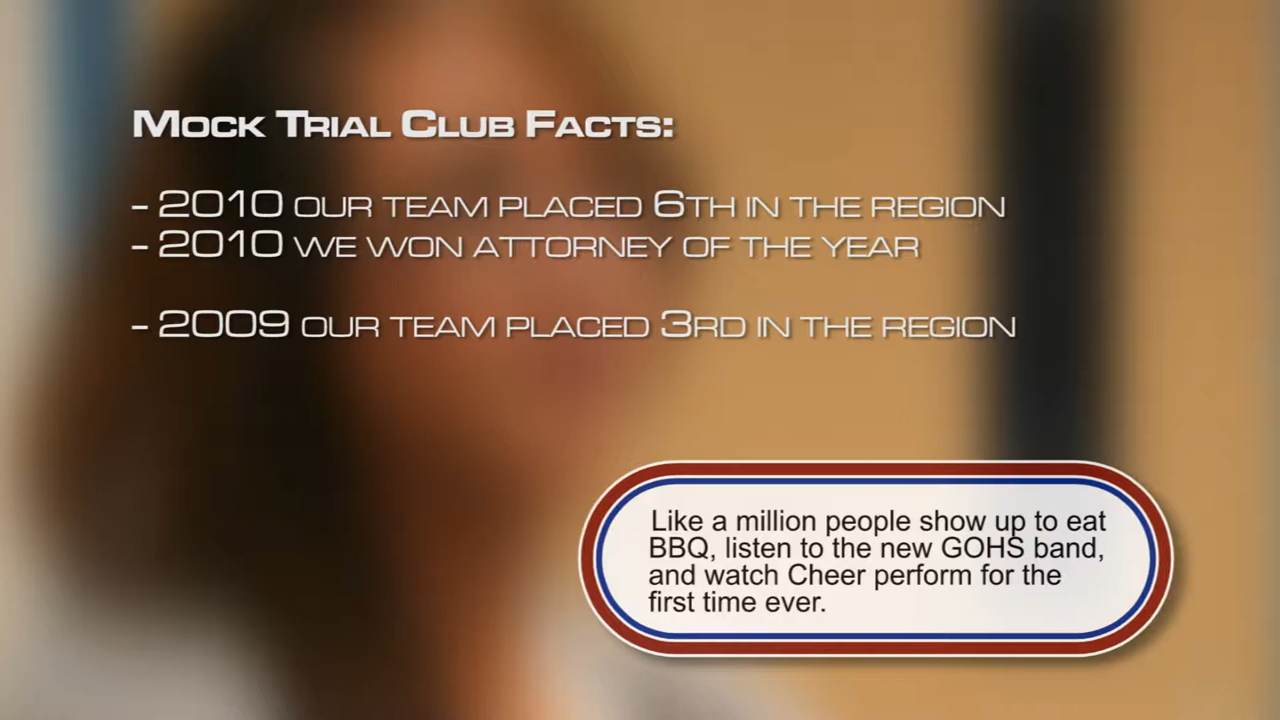 Mock Trial Club Facts:
- 2010 our team placed 6th in the region
- 2010 we won attorney of the year
- 2009 our team placed 3rd in the region
Like a million people show up to eat
BBQ, listen to the new GOHS band,
and watch Cheer perform for the
first time ever.